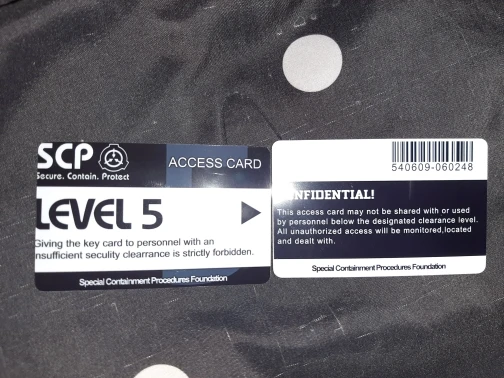 SCP
Secure. Contain. Protect
ACCESS CARD
LEVEL 5
Giving the key card to personnel with an
insufficient seculity clearrance is strictly forbidden.
Special Containment Procedures Foundation
540609-060248
NFIDENTIAL!
This access card may not be shared with or used
by personnel below the designated clearance level.
All unauthorized access will be monitored,located
and dealt with.
Special Containment Procedures Foundation